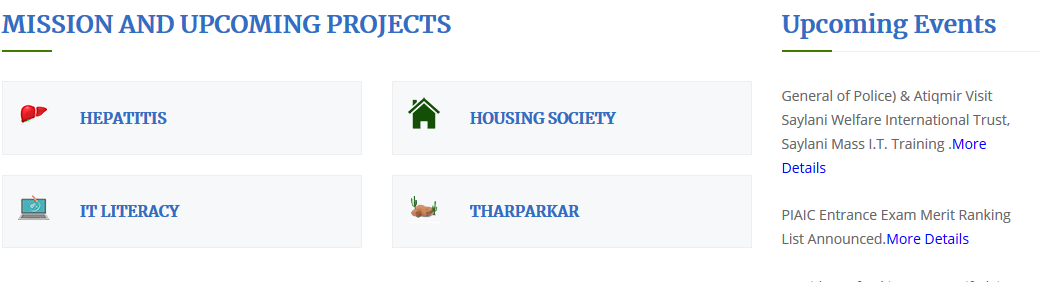 MISSION AND UPCOMING PROJECTS
HEPATITIS
HOUSING SOCIETY
IT LITERACY
THARPARKAR
Upcoming Events
General of Police) & Atiqmir Visit
Saylani Welfare International Trust,
Saylani Mass I.T. Training .More
Details
PIAIC Entrance Exam Merit Ranking
List Announced.More Details